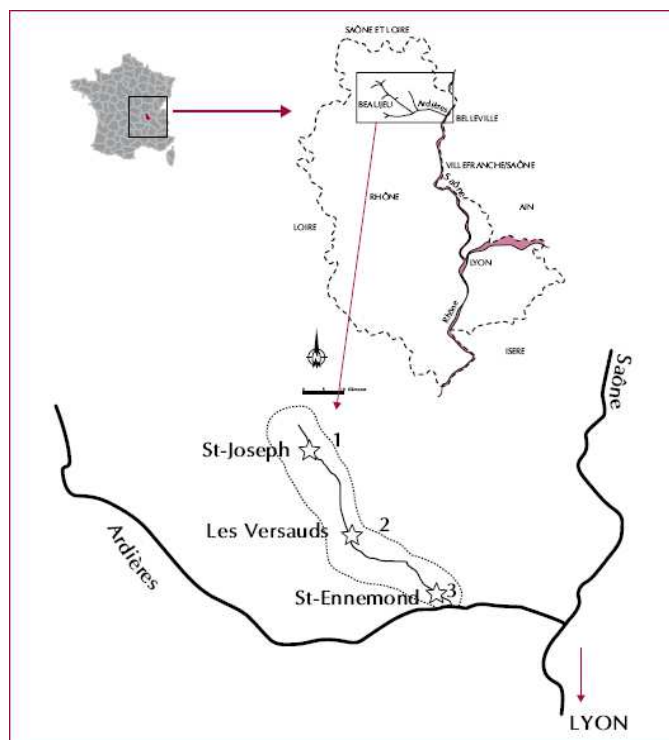 SAÔNE ET LOIRE
BEAUJEU
Ardières
BELLEVILLE
VILLEFRANCHE/SAÔNE
Saône
RHÔNE
AIN
LOIRE
LYON
Rhône
ISERE
Saône
1
St-Joseph
2
Les Versauds
Ardières
3
St-Ennemond
LYON